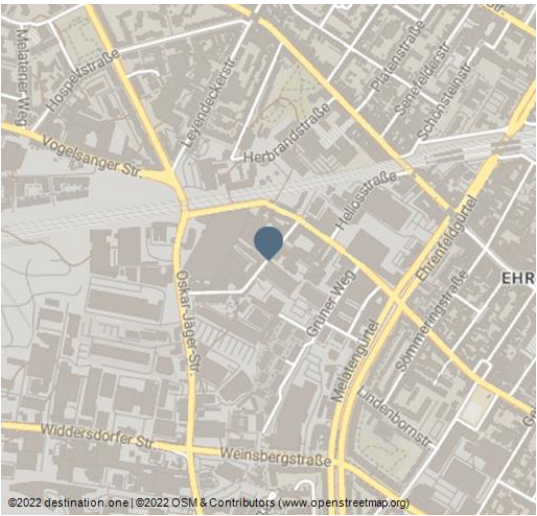 Str.
Melatener Weg
Hospeltstraße
Leyendeckerstr.
Platenstraße
Senefelderstr
Schönsteinstr.
Vogelsanger Str.
Herbrandstraße
Heliosstraße
Ehrenfeldgürtel
EHR
Oskar-Jäger-Str.
Grüner Weg
Sömmeringstraße
Melatengürtel
Lindenbornstr.
Widdersdorfer Str.
Weinsbergstraße
©2022 destination.one | ©2022 OSM & Contributors (www.openstreetmap.org)